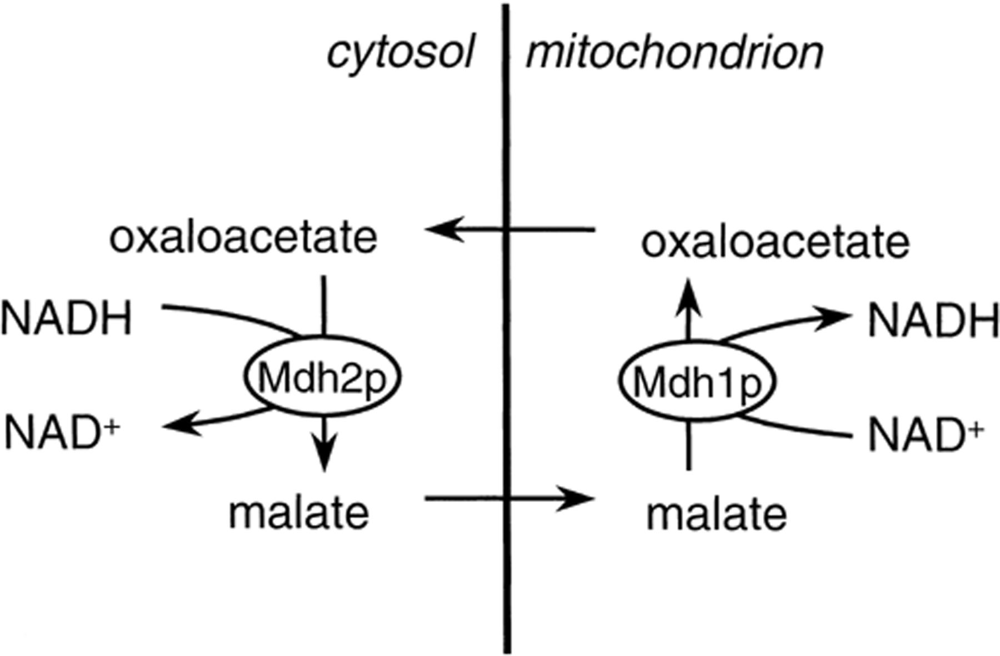 cytosol mitochondrion
oxaloacetate oxaloacetate
NADH NADH
Mdh2p Mdh1p
NAD⁺ NAD⁺
malate malate